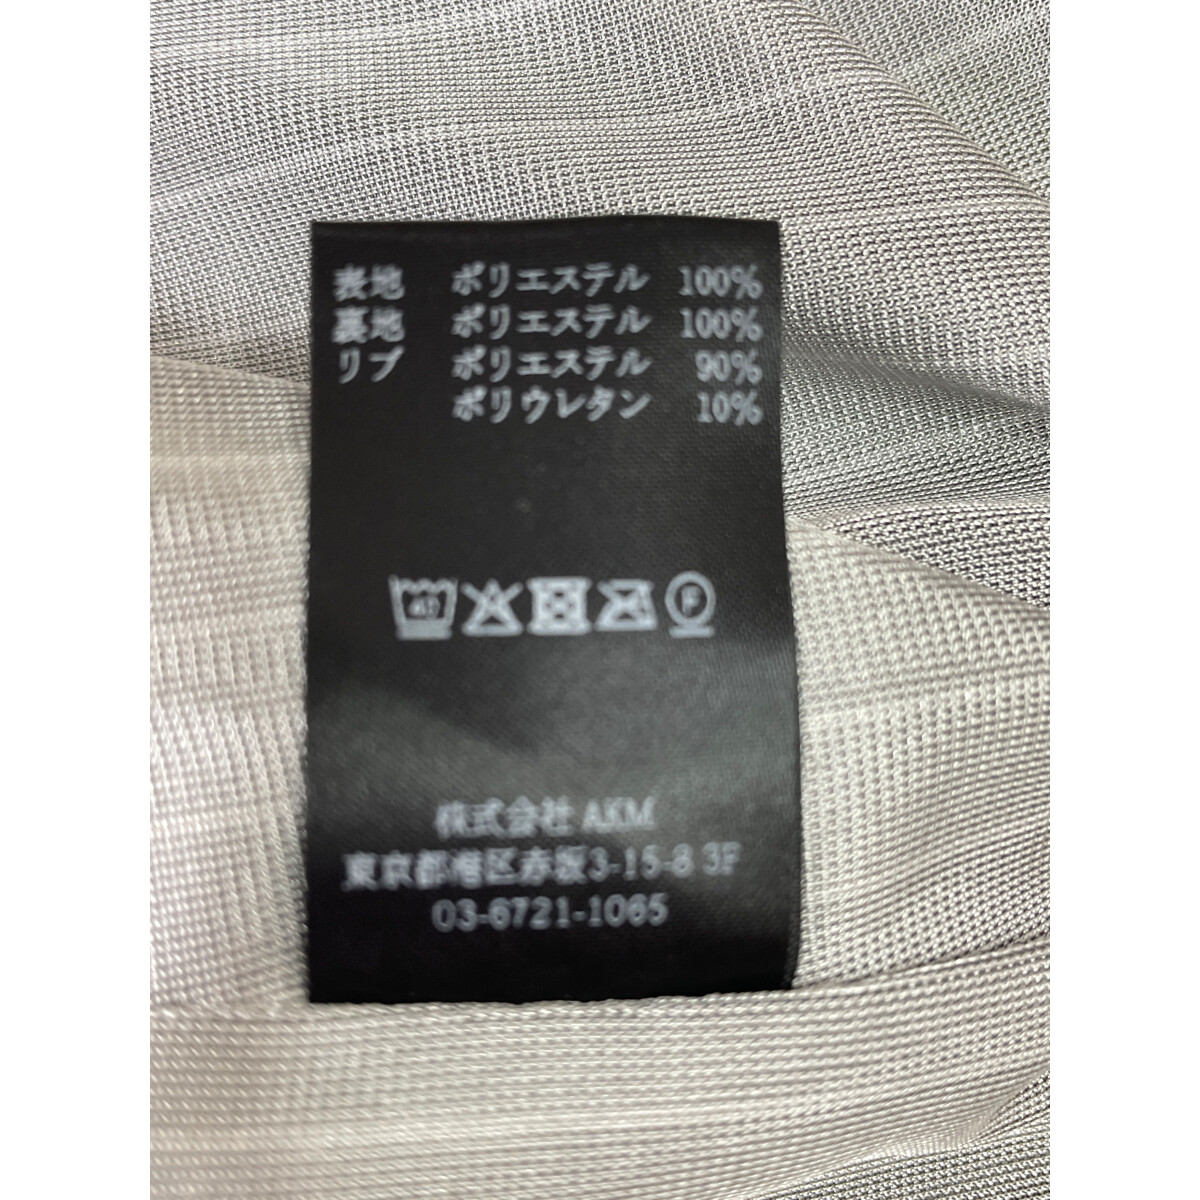 表地 ポリエステル 100%
裏地 ポリエステル 100%
リブ ポリエステル 90%
ポリウレタン 10%
40 F
株式会社 AKM
東京都港区赤坂3-15-8 3F
03-6721-1065